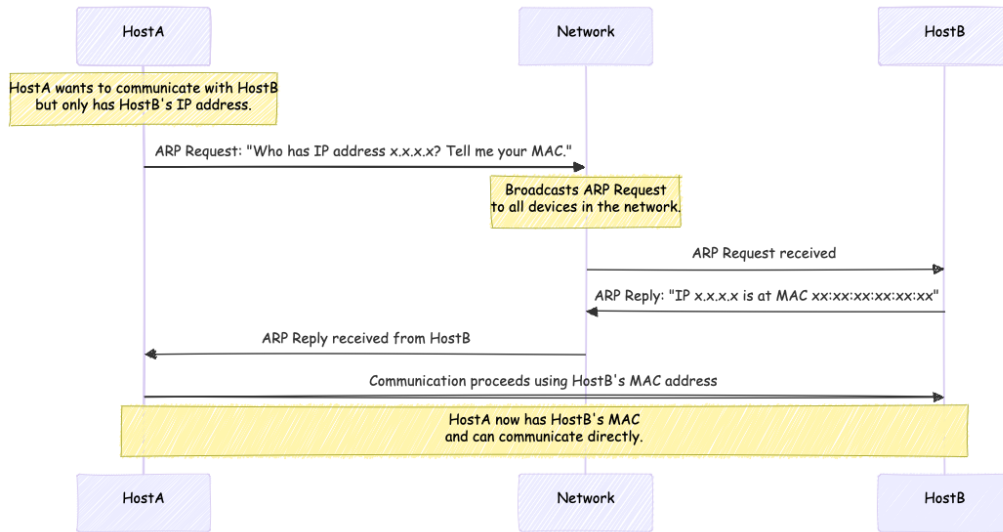 HostA
Network
HostB
HostA wants to communicate with HostB
but only has HostB's IP address.
ARP Request: "Who has IP address x.x.x.x? Tell me your MAC."
Broadcasts ARP Request
to all devices in the network.
ARP Request received
ARP Reply: "IP x.x.x.x is at MAC xx:xx:xx:xx:xx:xx"
ARP Reply received from HostB
Communication proceeds using HostB's MAC address
HostA now has HostB's MAC
and can communicate directly.
HostA
Network
HostB